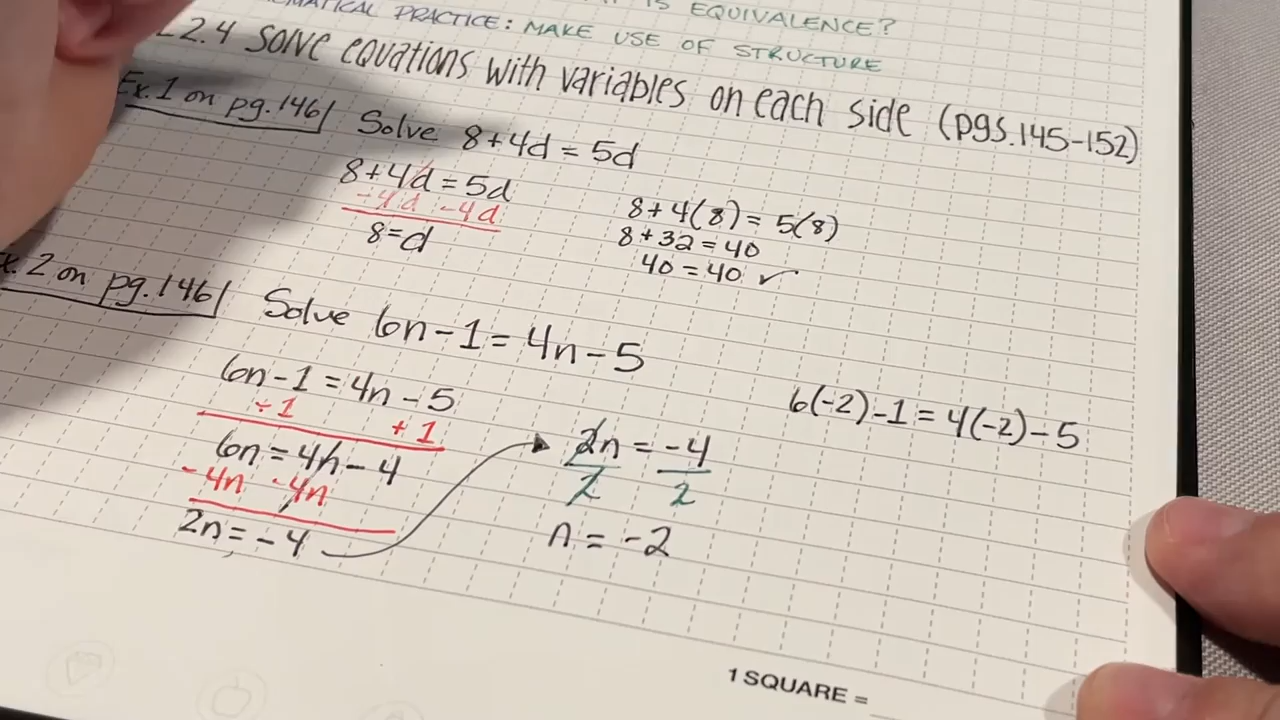 IS EQUIVALENCE?
PRACTICE: MAKE USE OF STRUCTURE
2.4 Solve equations with variables on each side (pgs. 145-152)
Ex. 1 on pg. 146 Solve 8+4d = 5d
8+4d = 5d
-4d -4d
8=d
8+4(8) = 5(8)
8+32 = 40
40 = 40 ✓
Ex. 2 on pg. 146 Solve 6n-1 = 4n-5
6n-1 = 4n-5
+1 +1
6n = 4n-4
-4n -4n
2n = -4
2n = -4
2 2
n = -2
6(-2)-1 = 4(-2)-5
1 SQUARE =